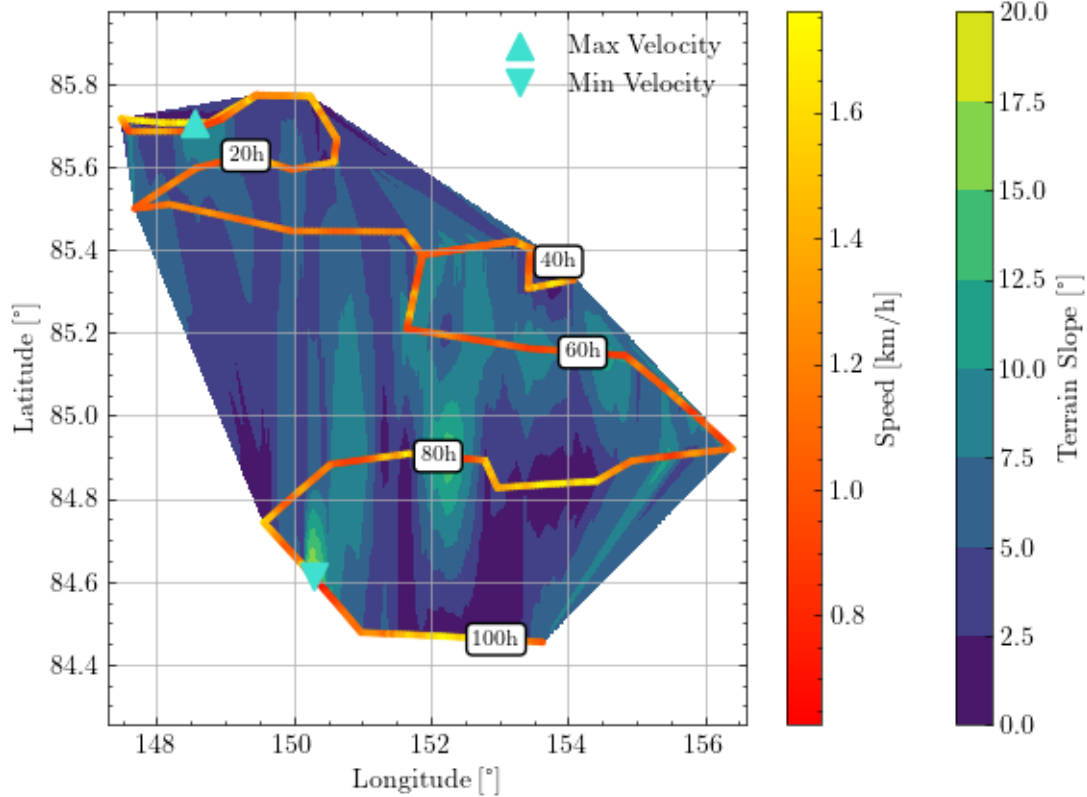 Max Velocity
Min Velocity
85.8
85.6
85.4
85.2
85.0
84.8
84.6
84.4
Latitude [°]
20h
40h
60h
80h
100h
148
150
152
154
156
Longitude [°]
1.6
1.4
1.2
1.0
0.8
Speed [km/h]
20.0
17.5
15.0
12.5
10.0
7.5
5.0
2.5
0.0
Terrain Slope [°]